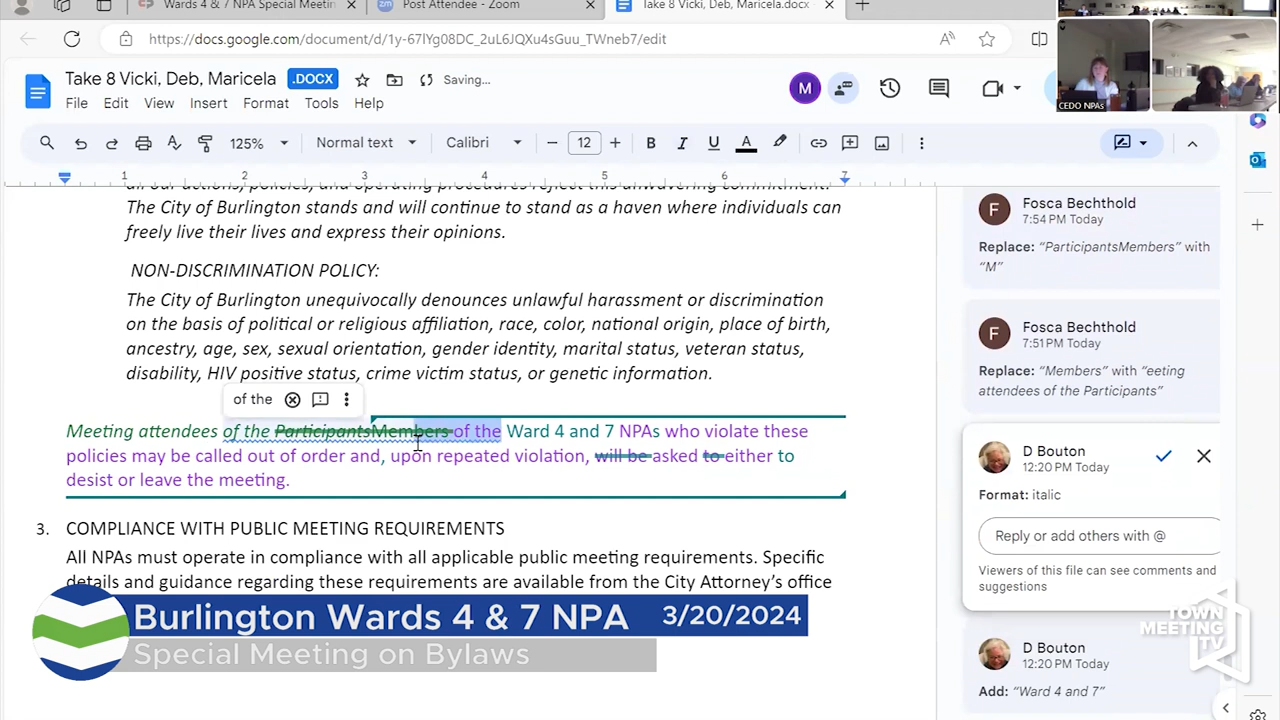 Wards 4 & 7 NPA Special Meetin
Post Attendee - Zoom
Take 8 Vicki, Deb, Maricela.docx
https://docs.google.com/document/d/1y-67lYg08DC_2uL6JQXu4sGuu_TWneb7/edit
CEDO NPAs
Take 8 Vicki, Deb, Maricela .DOCX Saving...
File Edit View Insert Format Tools Help
M
125% Normal text Calibri 12 B I U A
1 2 3 4 5 6 7
The City of Burlington stands and will continue to stand as a haven where individuals can
freely live their lives and express their opinions.
NON-DISCRIMINATION POLICY:
The City of Burlington unequivocally denounces unlawful harassment or discrimination
on the basis of political or religious affiliation, race, color, national origin, place of birth,
ancestry, age, sex, sexual orientation, gender identity, marital status, veteran status,
disability, HIV positive status, crime victim status, or genetic information.
of the
Meeting attendees of the ParticipantsMembers of the Ward 4 and 7 NPAs who violate these
policies may be called out of order and, upon repeated violation, will be asked to either to
desist or leave the meeting.
3. COMPLIANCE WITH PUBLIC MEETING REQUIREMENTS
All NPAs must operate in compliance with all applicable public meeting requirements. Specific
details and guidance regarding these requirements are available from the City Attorney's office
F
Fosca Bechthold
7:54 PM Today
Replace: "ParticipantsMembers" with
"M"
F
Fosca Bechthold
7:51 PM Today
Replace: "Members" with "eeting
attendees of the Participants"
D Bouton
12:20 PM Today
Format: italic
Reply or add others with @
Viewers of this file can see comments and
suggestions
D Bouton
12:20 PM Today
Add: "Ward 4 and 7"
Burlington Wards 4 & 7 NPA 3/20/2024
Special Meeting on Bylaws
TOWN
MEETING
TV